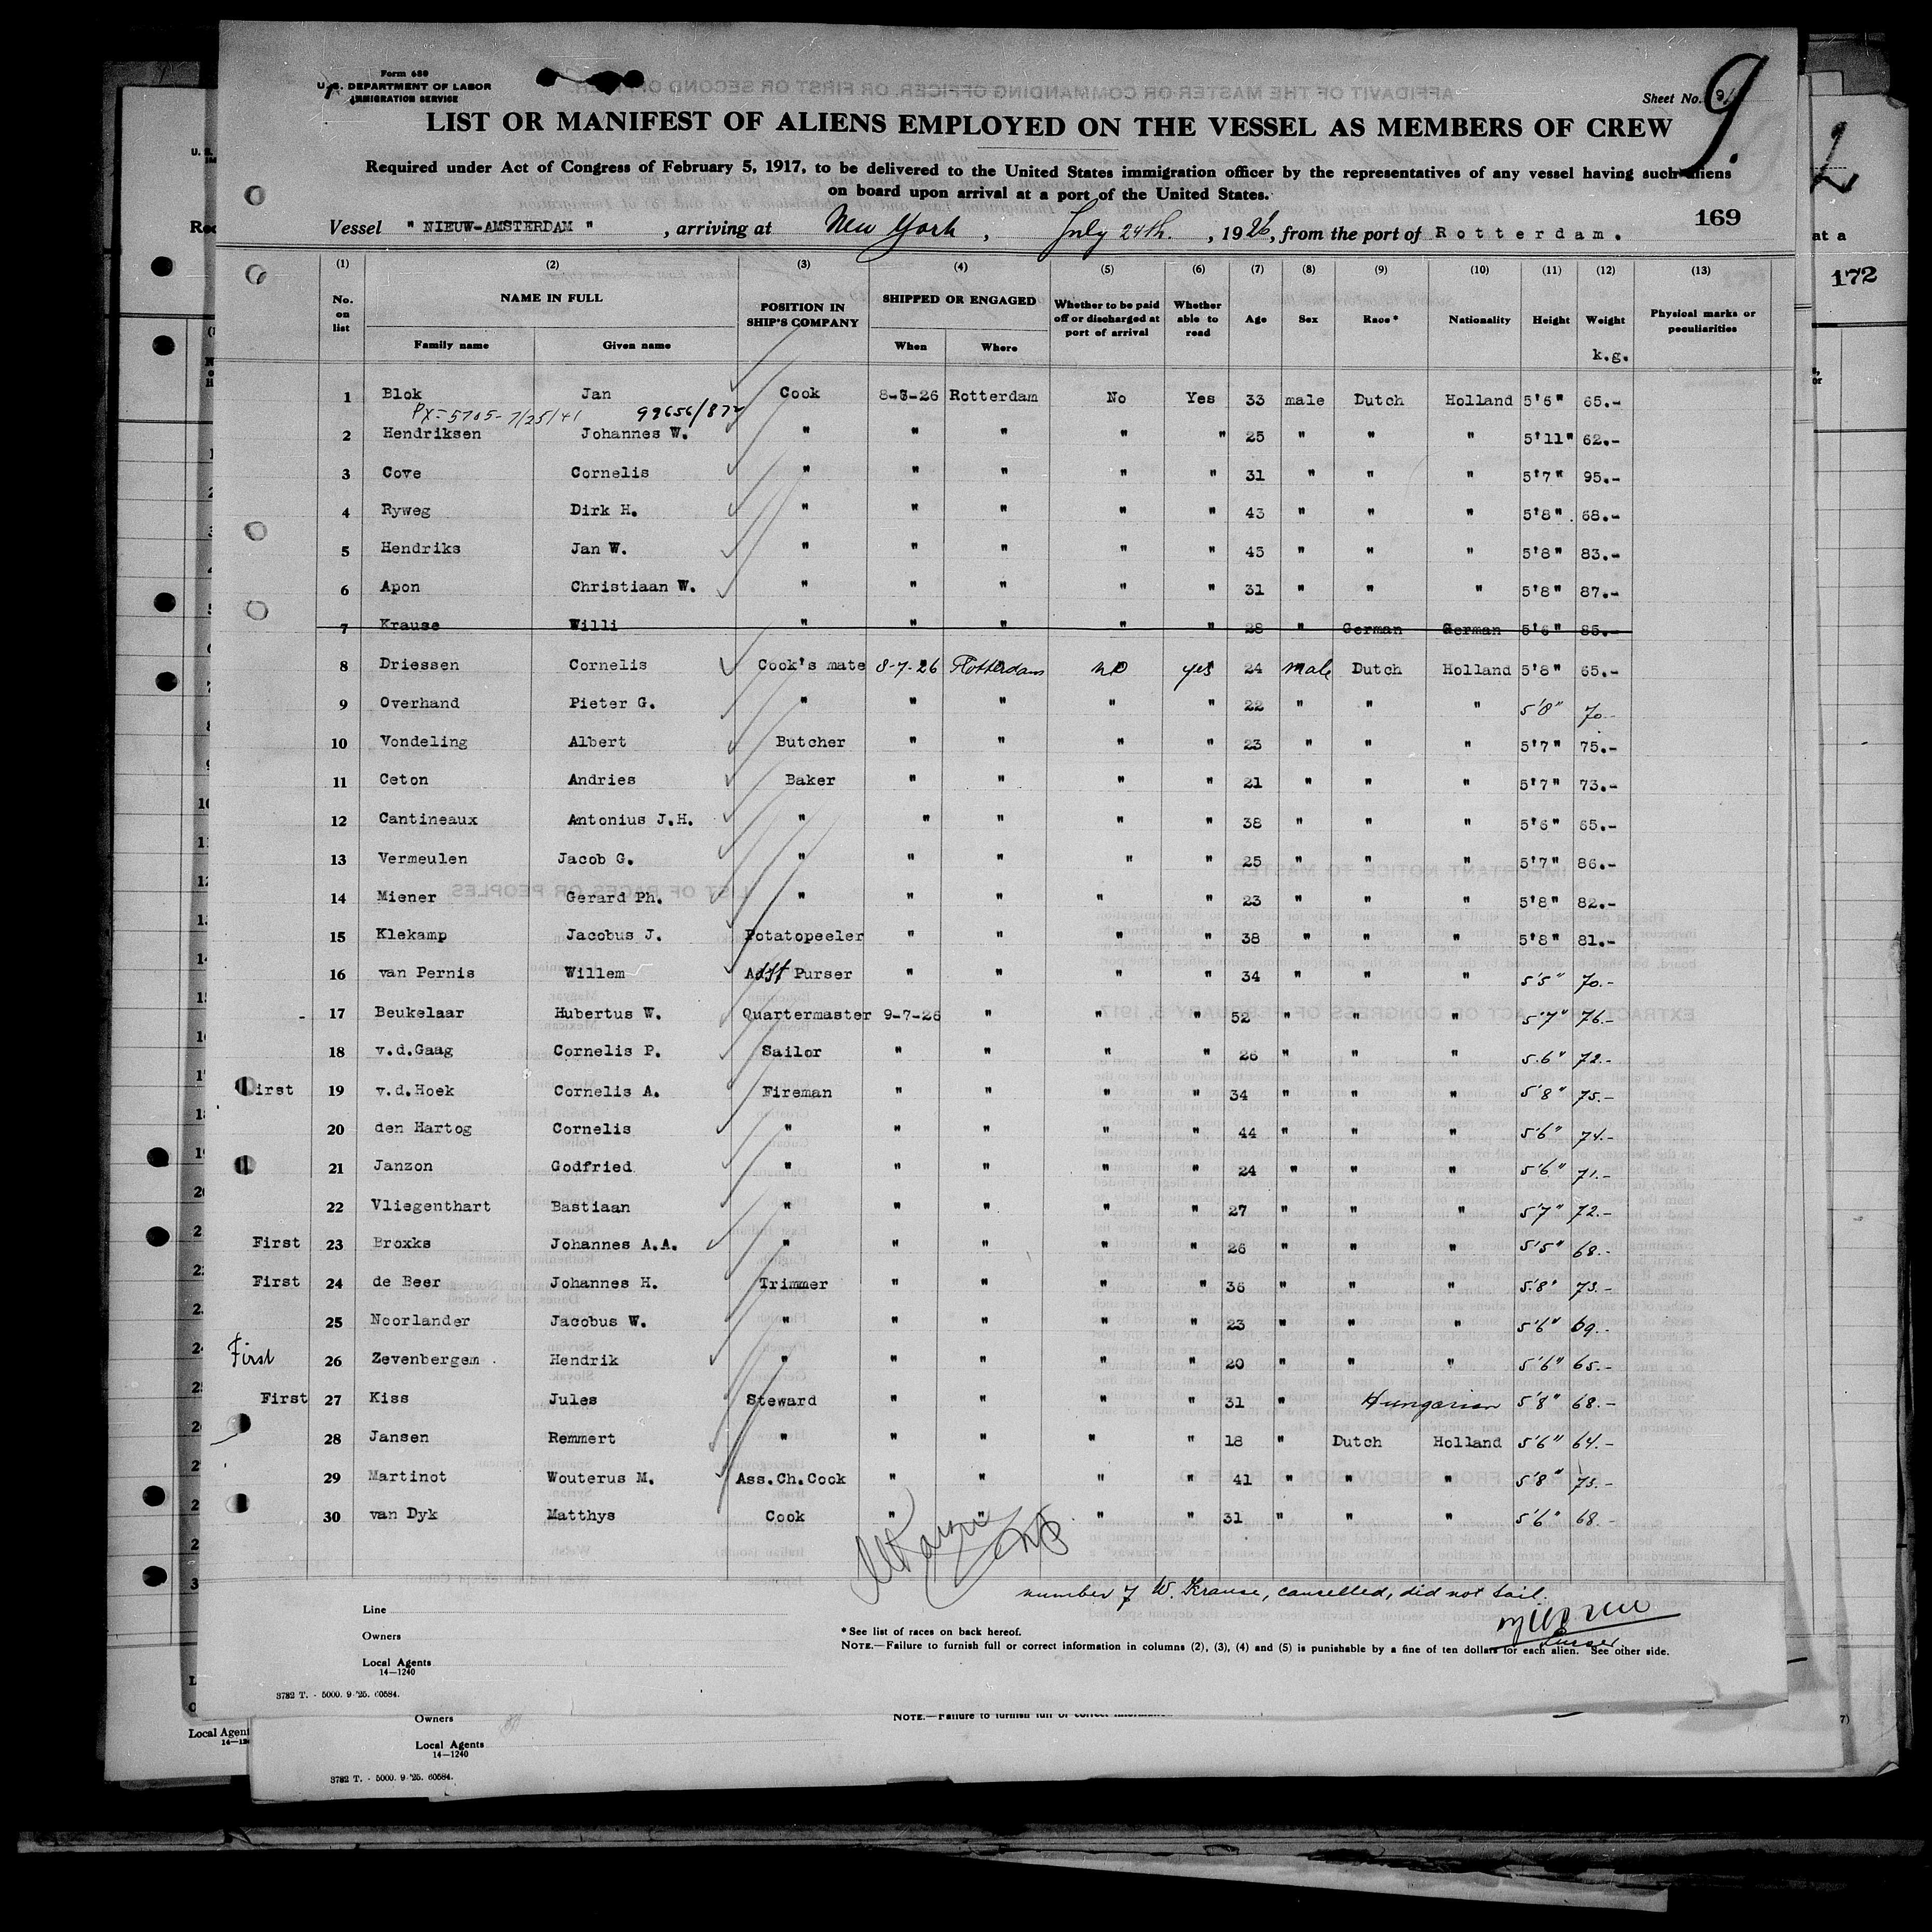 Form 680
U. S. DEPARTMENT OF LABOR
IMMIGRATION SERVICE
Sheet No. 9
9.
LIST OR MANIFEST OF ALIENS EMPLOYED ON THE VESSEL AS MEMBERS OF CREW
Required under Act of Congress of February 5, 1917, to be delivered to the United States immigration officer by the representatives of any vessel having such aliens
on board upon arrival at a port of the United States.
169
Vessel " NIEUW-AMSTERDAM " , arriving at New York , July 24th. , 1926, from the port of Rotterdam.
(1) (2) (3) (4) (5) (6) (7) (8) (9) (10) (11) (12) (13)
No. on list NAME IN FULL POSITION IN SHIP'S COMPANY SHIPPED OR ENGAGED Whether to be paid off or discharged at port of arrival Whether able to read Age Sex Race* Nationality Height Weight Physical marks or peculiarities
Family name Given name When Where k.g.
1 Blok Jan Cook 8-7-26 Rotterdam No Yes 33 male Dutch Holland 5'6" 65.-
PX=5705-7/25/41 99656/872
2 Hendriksen Johannes W. " " " " " 25 " " " 5'11" 62.-
3 Cove Cornelis " " " " " 31 " " " 5'7" 95.-
4 Ryweg Dirk H. " " " " " 43 " " " 5'8" 68.-
5 Hendriks Jan W. " " " " " 43 " " " 5'8" 83.-
6 Apon Christiaan W. " " " " " 31 " " " 5'8" 87.-
7 Krause Willi " " " " " 28 " German German 5'6" 85.-
8 Driessen Cornelis Cook's mate 8-7-26 Rotterdam no yes 24 male Dutch Holland 5'8" 65.-
9 Overhand Pieter G. " " " " " 22 " " " 5'8" 70-
10 Vondeling Albert Butcher " " " " 23 " " " 5'7" 75.-
11 Ceton Andries Baker " " " " 21 " " " 5'7" 73.-
12 Cantineaux Antonius J.H. " " " " " 38 " " " 5'6" 65.-
13 Vermeulen Jacob G. " " " " " 25 " " " 5'7" 86.-
14 Miener Gerard Ph. " " " " " 23 " " " 5'8" 82.-
15 Klekamp Jacobus J. Potatopeeler " " " " 38 " " " 5'8" 81.-
16 van Pernis Willem Asst Purser " " " " 34 " " " 5'5" 70.-
17 Beukelaar Hubertus W. Quartermaster 9-7-26 " " " 52 " " " 5'7" 76.-
18 v.d.Gaag Cornelis P. Sailor " " " " 26 " " " 5.6" 72.-
First 19 v.d.Hoek Cornelis A. Fireman " " " " 34 " " " 5'8" 75.-
20 den Hartog Cornelis " " " " " 44 " " " 5'6" 74.-
21 Janzon Godfried " " " " " 24 " " " 5'6" 71.-
22 Vliegenthart Bastiaan " " " " " 27 " " " 5'7" 72.-
First 23 Broxks Johannes A.A. " " " " " 26 " " " 5'5" 68.-
First 24 de Beer Johannes H. Trimmer " " " " 36 " " " 5'8" 73.-
25 Noorlander Jacobus W. " " " " " 23 " " " 5'6" 69.-
First 26 Zevenbergem Hendrik " " " " " 20 " " " 5'6" 65.-
First 27 Kiss Jules Steward " " " " 31 " Hungarian 5'8" 68.-
28 Jansen Remmert " " " " " 18 " Dutch Holland 5'6" 64.-
29 Martinot Wouterus M. Ass.Ch.Cook " " " " 41 " " " 5'8" 75.-
30 van Dyk Matthys Cook " " " " 31 " " " 5'6" 68.-
number 7 W. Krause, cancelled, did not sail.
Purser
Line
Owners
Local Agents
14—1240
*See list of races on back hereof.
NOTE.—Failure to furnish full or correct information in columns (2), (3), (4) and (5) is punishable by a fine of ten dollars for each alien. See other side.
3782 T. - 5000. 9-'25. 60584.
Owners
Local Agents
14—1240
3782 T. - 5000. 9-'25. 60584.
Local Agent
172
at a